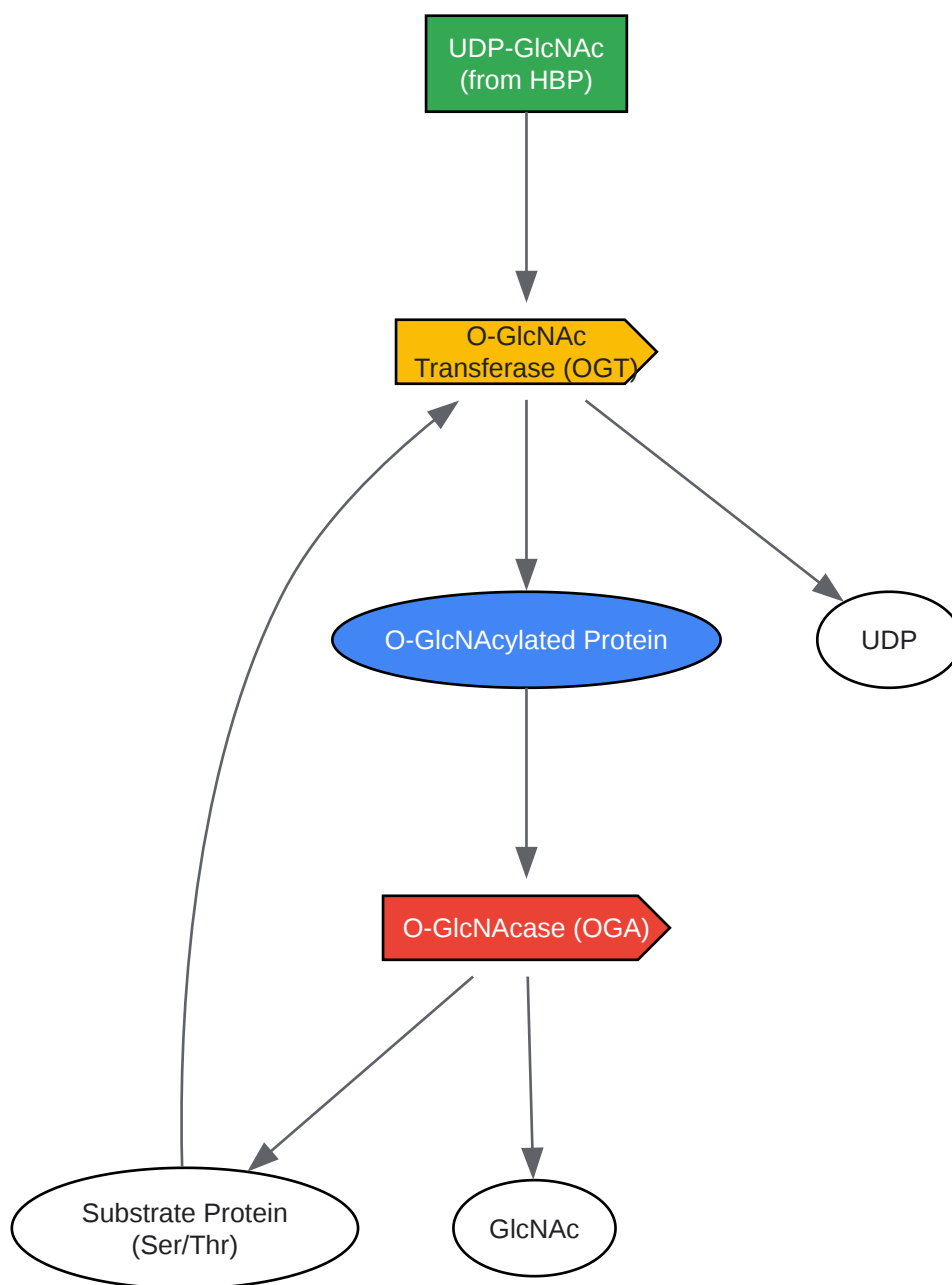 UDP-GlcNAc
(from HBP)
O-GlcNAc
Transferase (OGT)
O-GlcNAcylated Protein
UDP
O-GlcNAcase (OGA)
Substrate Protein
(Ser/Thr)
GlcNAc